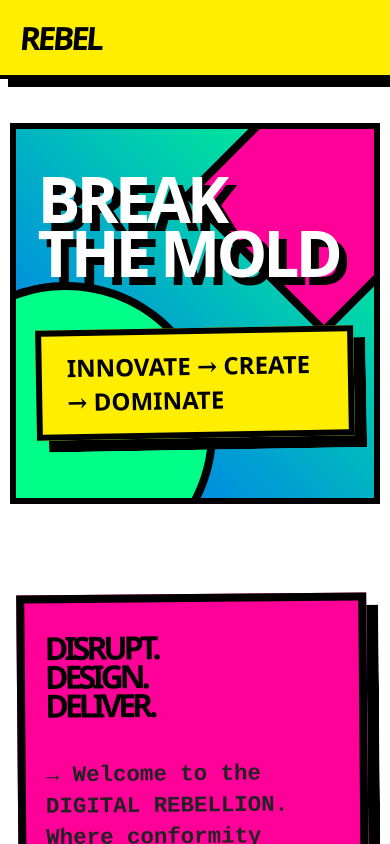 REBEL
BREAK
THE MOLD
INNOVATE → CREATE
→ DOMINATE
DISRUPT.
DESIGN.
DELIVER.
→ Welcome to the
DIGITAL REBELLION.
Where conformity